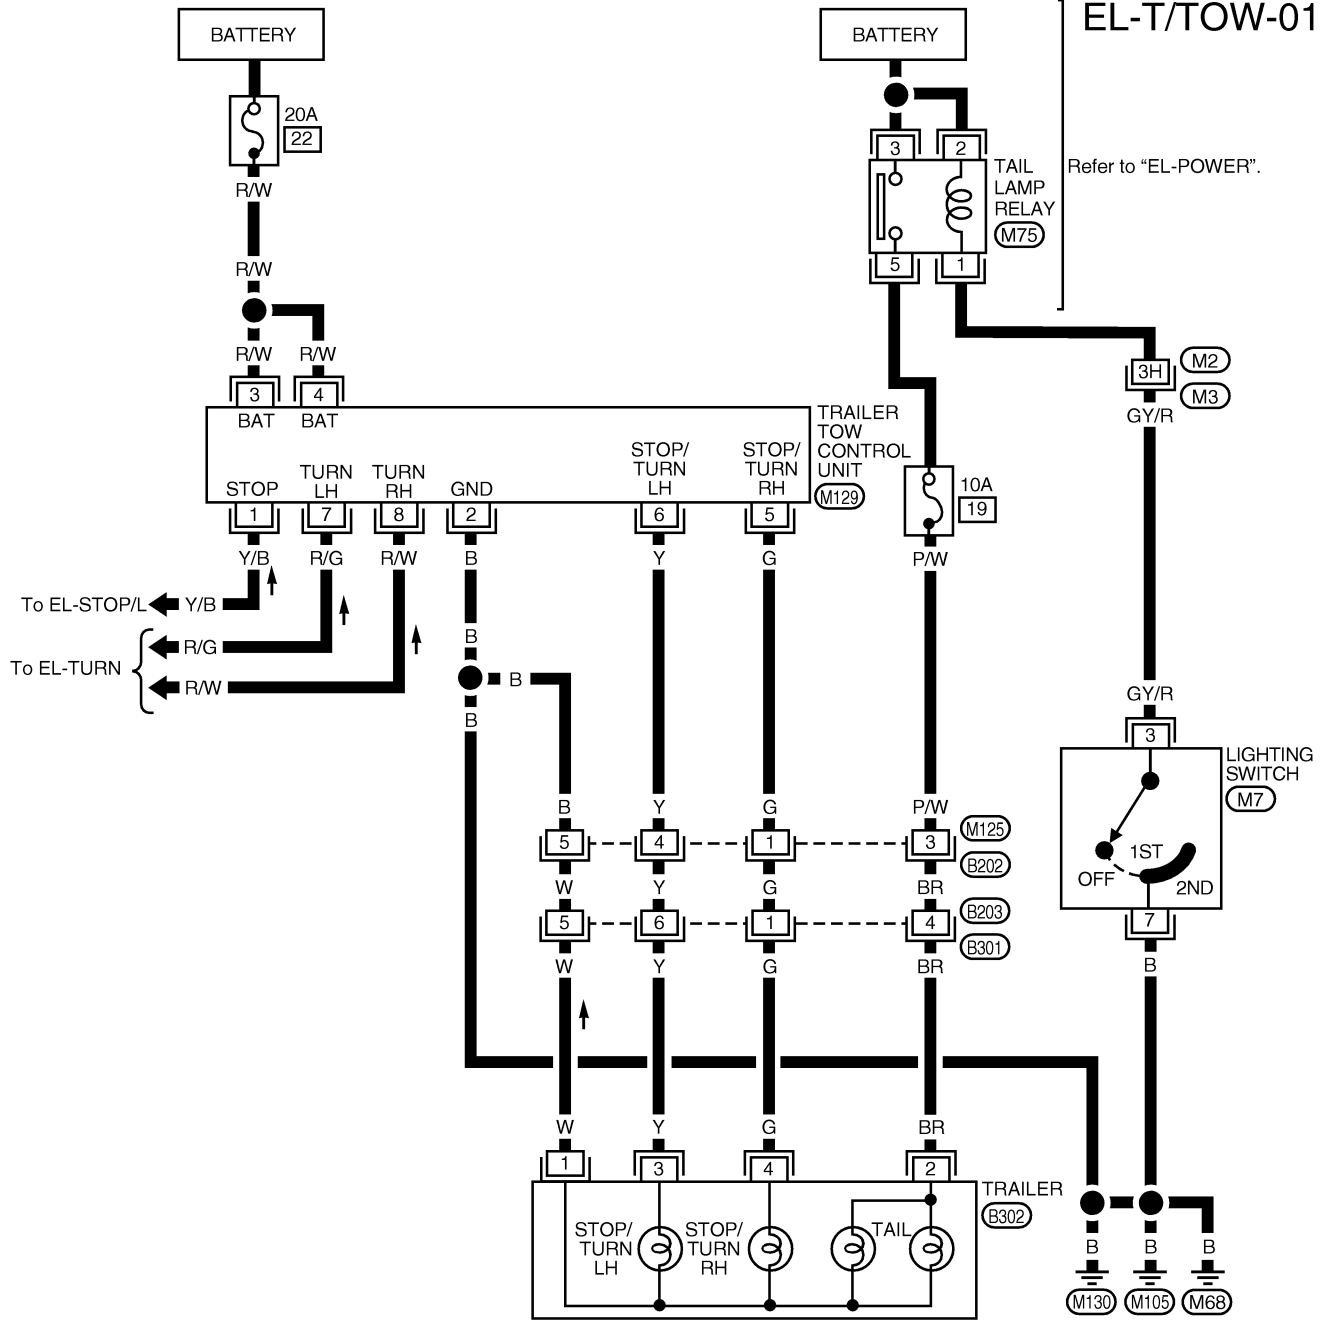 EL-T/TOW-01
BATTERY
BATTERY
20A
22
R/W
3
2
TAIL
LAMP
RELAY
M75
Refer to “EL-POWER”.
R/W
5
1
R/W
R/W
3H
M2
M3
GY/R
3
4
BAT
BAT
TRAILER
TOW
CONTROL
UNIT
M129
STOP
TURN
LH
TURN
RH
GND
STOP/
TURN
LH
STOP/
TURN
RH
10A
19
1
7
8
2
6
5
Y/B
R/G
R/W
B
Y
G
P/W
To EL-STOP/L
Y/B
To EL-TURN
R/G
R/W
B
B
B
GY/R
3
LIGHTING
SWITCH
M7
OFF
1ST
2ND
7
B
B
Y
G
P/W
5
4
1
3
M125
B202
W
Y
G
BR
5
6
1
4
B203
B301
W
Y
G
BR
W
Y
G
BR
1
3
4
2
TRAILER
B302
STOP/
TURN
LH
STOP/
TURN
RH
TAIL
B
B
B
M130
M105
M68